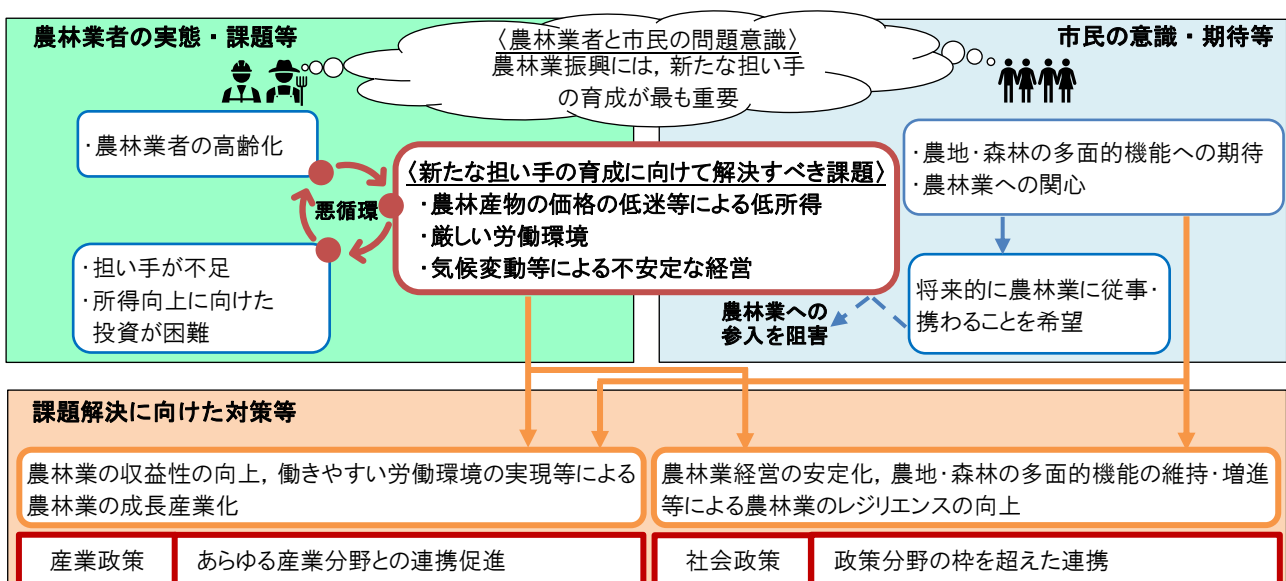 農林業者の実態・課題等
〈農林業者と市民の問題意識〉
農林業振興には，新たな担い手
の育成が最も重要
市民の意識・期待等
・農林業者の高齢化
悪循環
・担い手が不足
・所得向上に向けた
投資が困難
〈新たな担い手の育成に向けて解決すべき課題〉
・農林産物の価格の低迷等による低所得
・厳しい労働環境
・気候変動等による不安定な経営
・農地・森林の多面的機能への期待
・農林業への関心
将来的に農林業に従事・
携わることを希望
農林業への
参入を阻害
課題解決に向けた対策等
農林業の収益性の向上，働きやすい労働環境の実現等による
農林業の成長産業化
農林業経営の安定化，農地・森林の多面的機能の維持・増進
等による農林業のレジリエンスの向上
産業政策
あらゆる産業分野との連携促進
社会政策
政策分野の枠を超えた連携